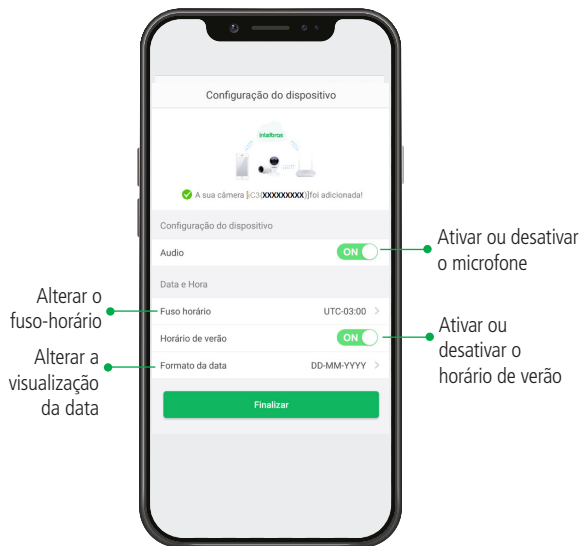 Configuração do dispositivo
intelbras
A sua câmera [iC3(XXXXXXXXX)]foi adicionada!
Configuração do dispositivo
Audio
ON
Ativar ou desativar
o microfone
Data e Hora
Alterar o
fuso-horário
Fuso horário
UTC-03:00
Horário de verão
ON
Ativar ou
desativar o
horário de verão
Alterar a
visualização
da data
Formato da data
DD-MM-YYYY
Finalizar